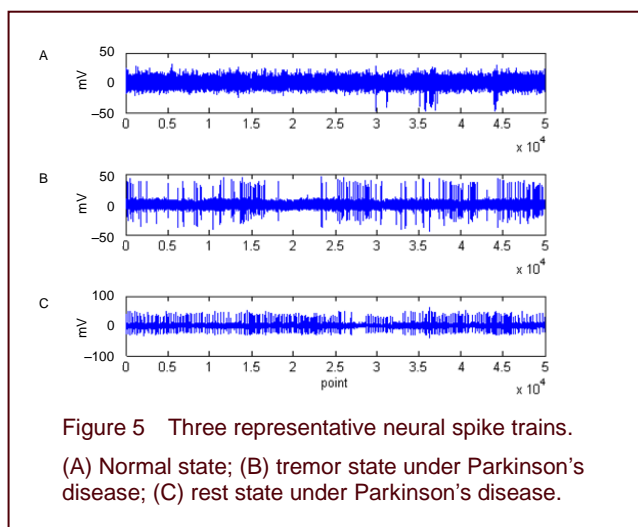 A
50
mV
0
–50
0 0.5 1 1.5 2 2.5 3 3.5 4 4.5 5
x 10^4
B
50
mV
0
–50
0 0.5 1 1.5 2 2.5 3 3.5 4 4.5 5
x 10^4
C
100
mV
0
–100
0 0.5 1 1.5 2 2.5 3 3.5 4 4.5 5
point
x 10^4
Figure 5 Three representative neural spike trains.
(A) Normal state; (B) tremor state under Parkinson’s
disease; (C) rest state under Parkinson’s disease.